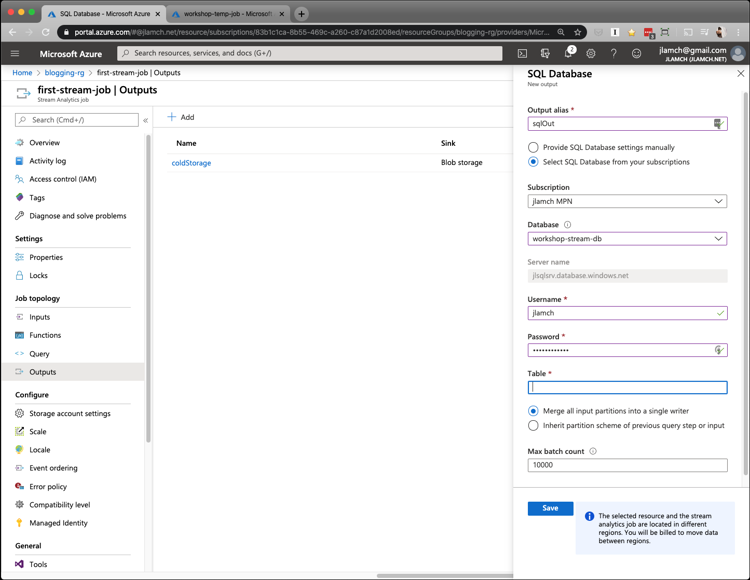 SQL Database - Microsoft Azure
workshop-temp-job - Microsoft
portal.azure.com/#@jlamch.net/resource/subscriptions/83b1c1ca-8b55-469c-a260-c87a1d2008ed/resourceGroups/blogging-rg/providers/Micr...
Microsoft Azure
Search resources, services, and docs (G+/)
2
jlamch@gmail.com
JLAMCH (JLAMCH.NET)
Home > blogging-rg > first-stream-job | Outputs
first-stream-job | Outputs
Stream Analytics job
Search (Cmd+/)
Overview
Activity log
Access control (IAM)
Tags
Diagnose and solve problems
Settings
Properties
Locks
Job topology
Inputs
Functions
Query
Outputs
Configure
Storage account settings
Scale
Locale
Event ordering
Error policy
Compatibility level
Managed Identity
General
Tools
Add
Name Sink
coldStorage Blob storage
SQL Database
New output
Output alias *
sqlOut
Provide SQL Database settings manually
Select SQL Database from your subscriptions
Subscription
jlamch MPN
Database
workshop-stream-db
Server name
jlsqlsrv.database.windows.net
Username *
jlamch
Password *
••••••••••••
Table *
Merge all input partitions into a single writer
Inherit partition scheme of previous query step or input
Max batch count
10000
Save
The selected resource and the stream
analytics job are located in different
regions. You will be billed to move data
between regions.